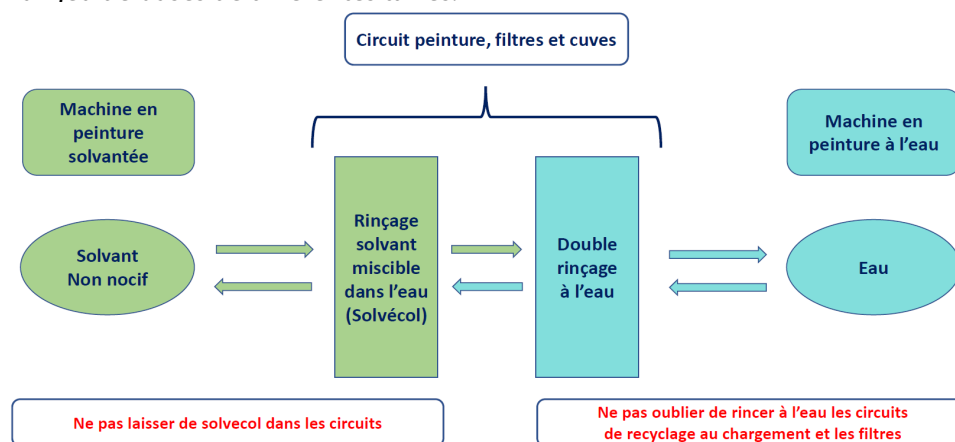 Circuit peinture, filtres et cuves
Machine en
peinture
solvantée
Machine en
peinture à l’eau
Solvant
Non nocif
Rinçage
solvant
miscible
dans l’eau
(Solvécol)
Double
rinçage
à l’eau
Eau
Ne pas laisser de solvecol dans les circuits
Ne pas oublier de rincer à l’eau les circuits
de recyclage au chargement et les filtres